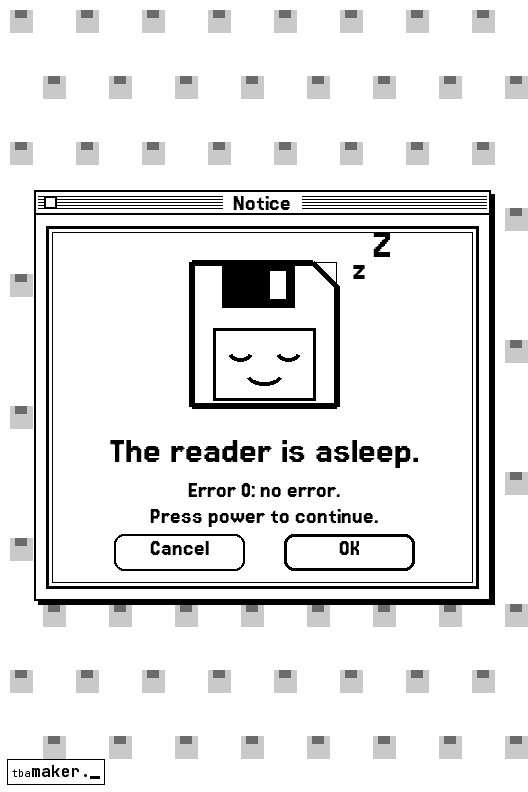 Notice
Z
z
The reader is asleep.
Error 0: no error.
Press power to continue.
Cancel OK
tbamaker._